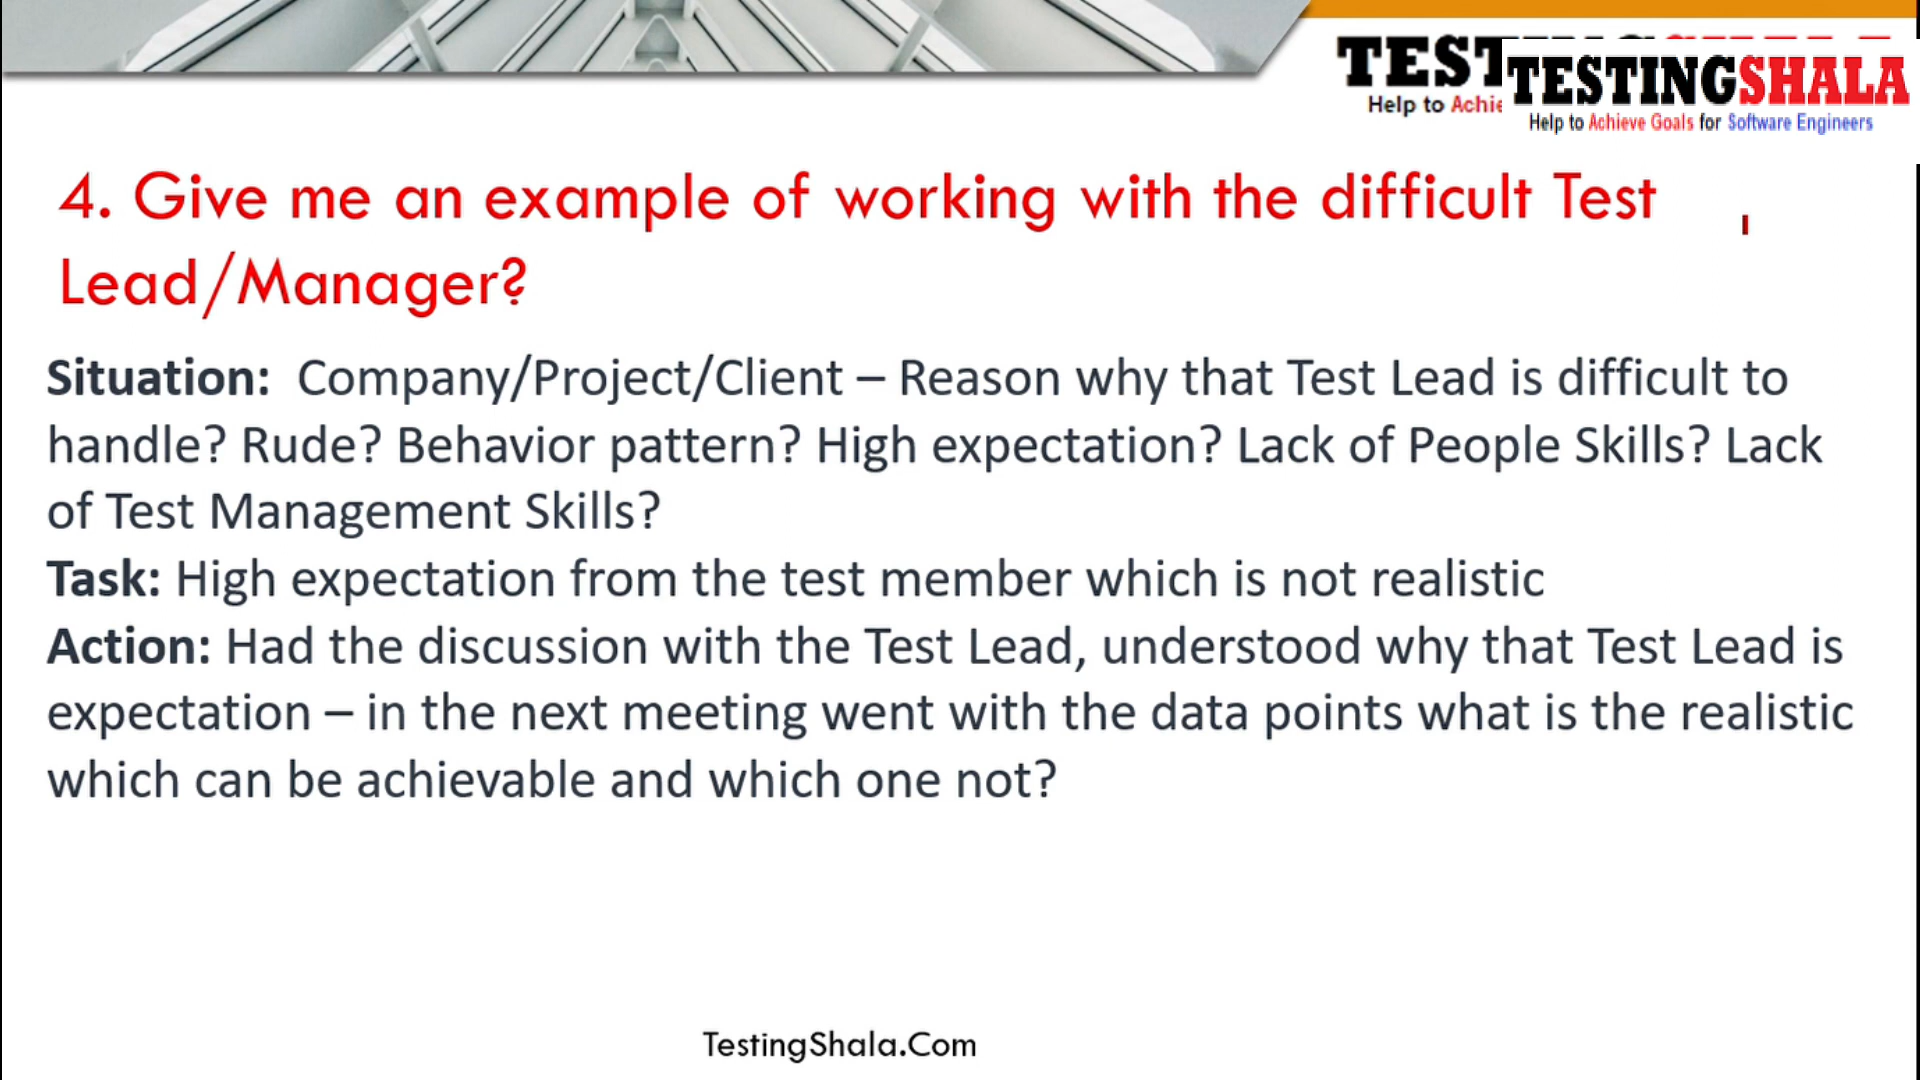 TEST
Help to Achie
TESTINGSHALA
Help to Achieve Goals for Software Engineers
4. Give me an example of working with the difficult Test
Lead/Manager?
Situation: Company/Project/Client – Reason why that Test Lead is difficult to
handle? Rude? Behavior pattern? High expectation? Lack of People Skills? Lack
of Test Management Skills?
Task: High expectation from the test member which is not realistic
Action: Had the discussion with the Test Lead, understood why that Test Lead is
expectation – in the next meeting went with the data points what is the realistic
which can be achievable and which one not?
TestingShala.Com